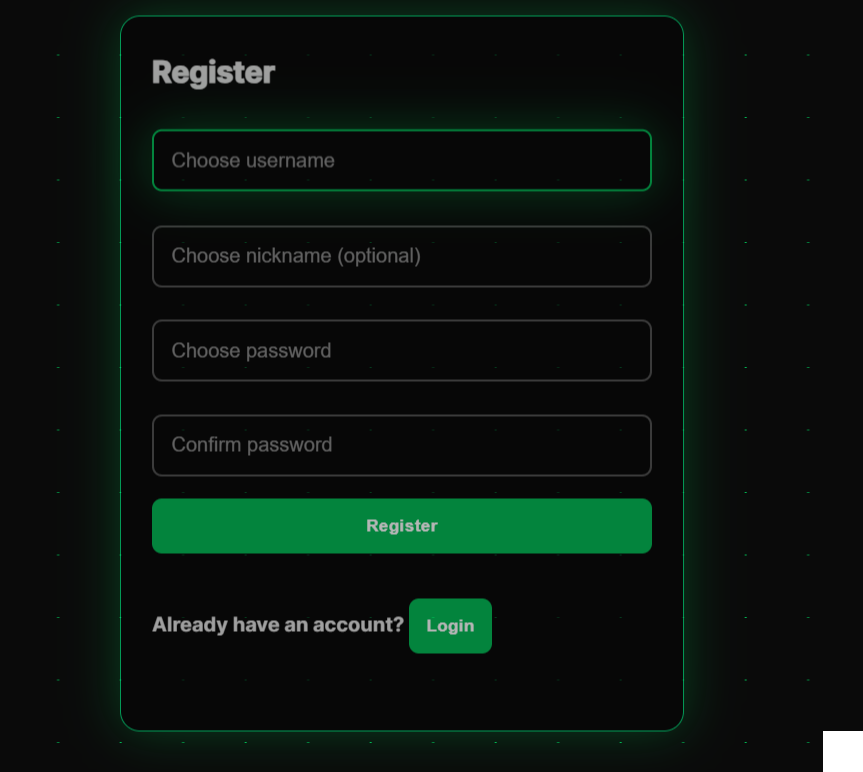 Register
Choose username
Choose nickname (optional)
Choose password
Confirm password
Register
Already have an account? Login